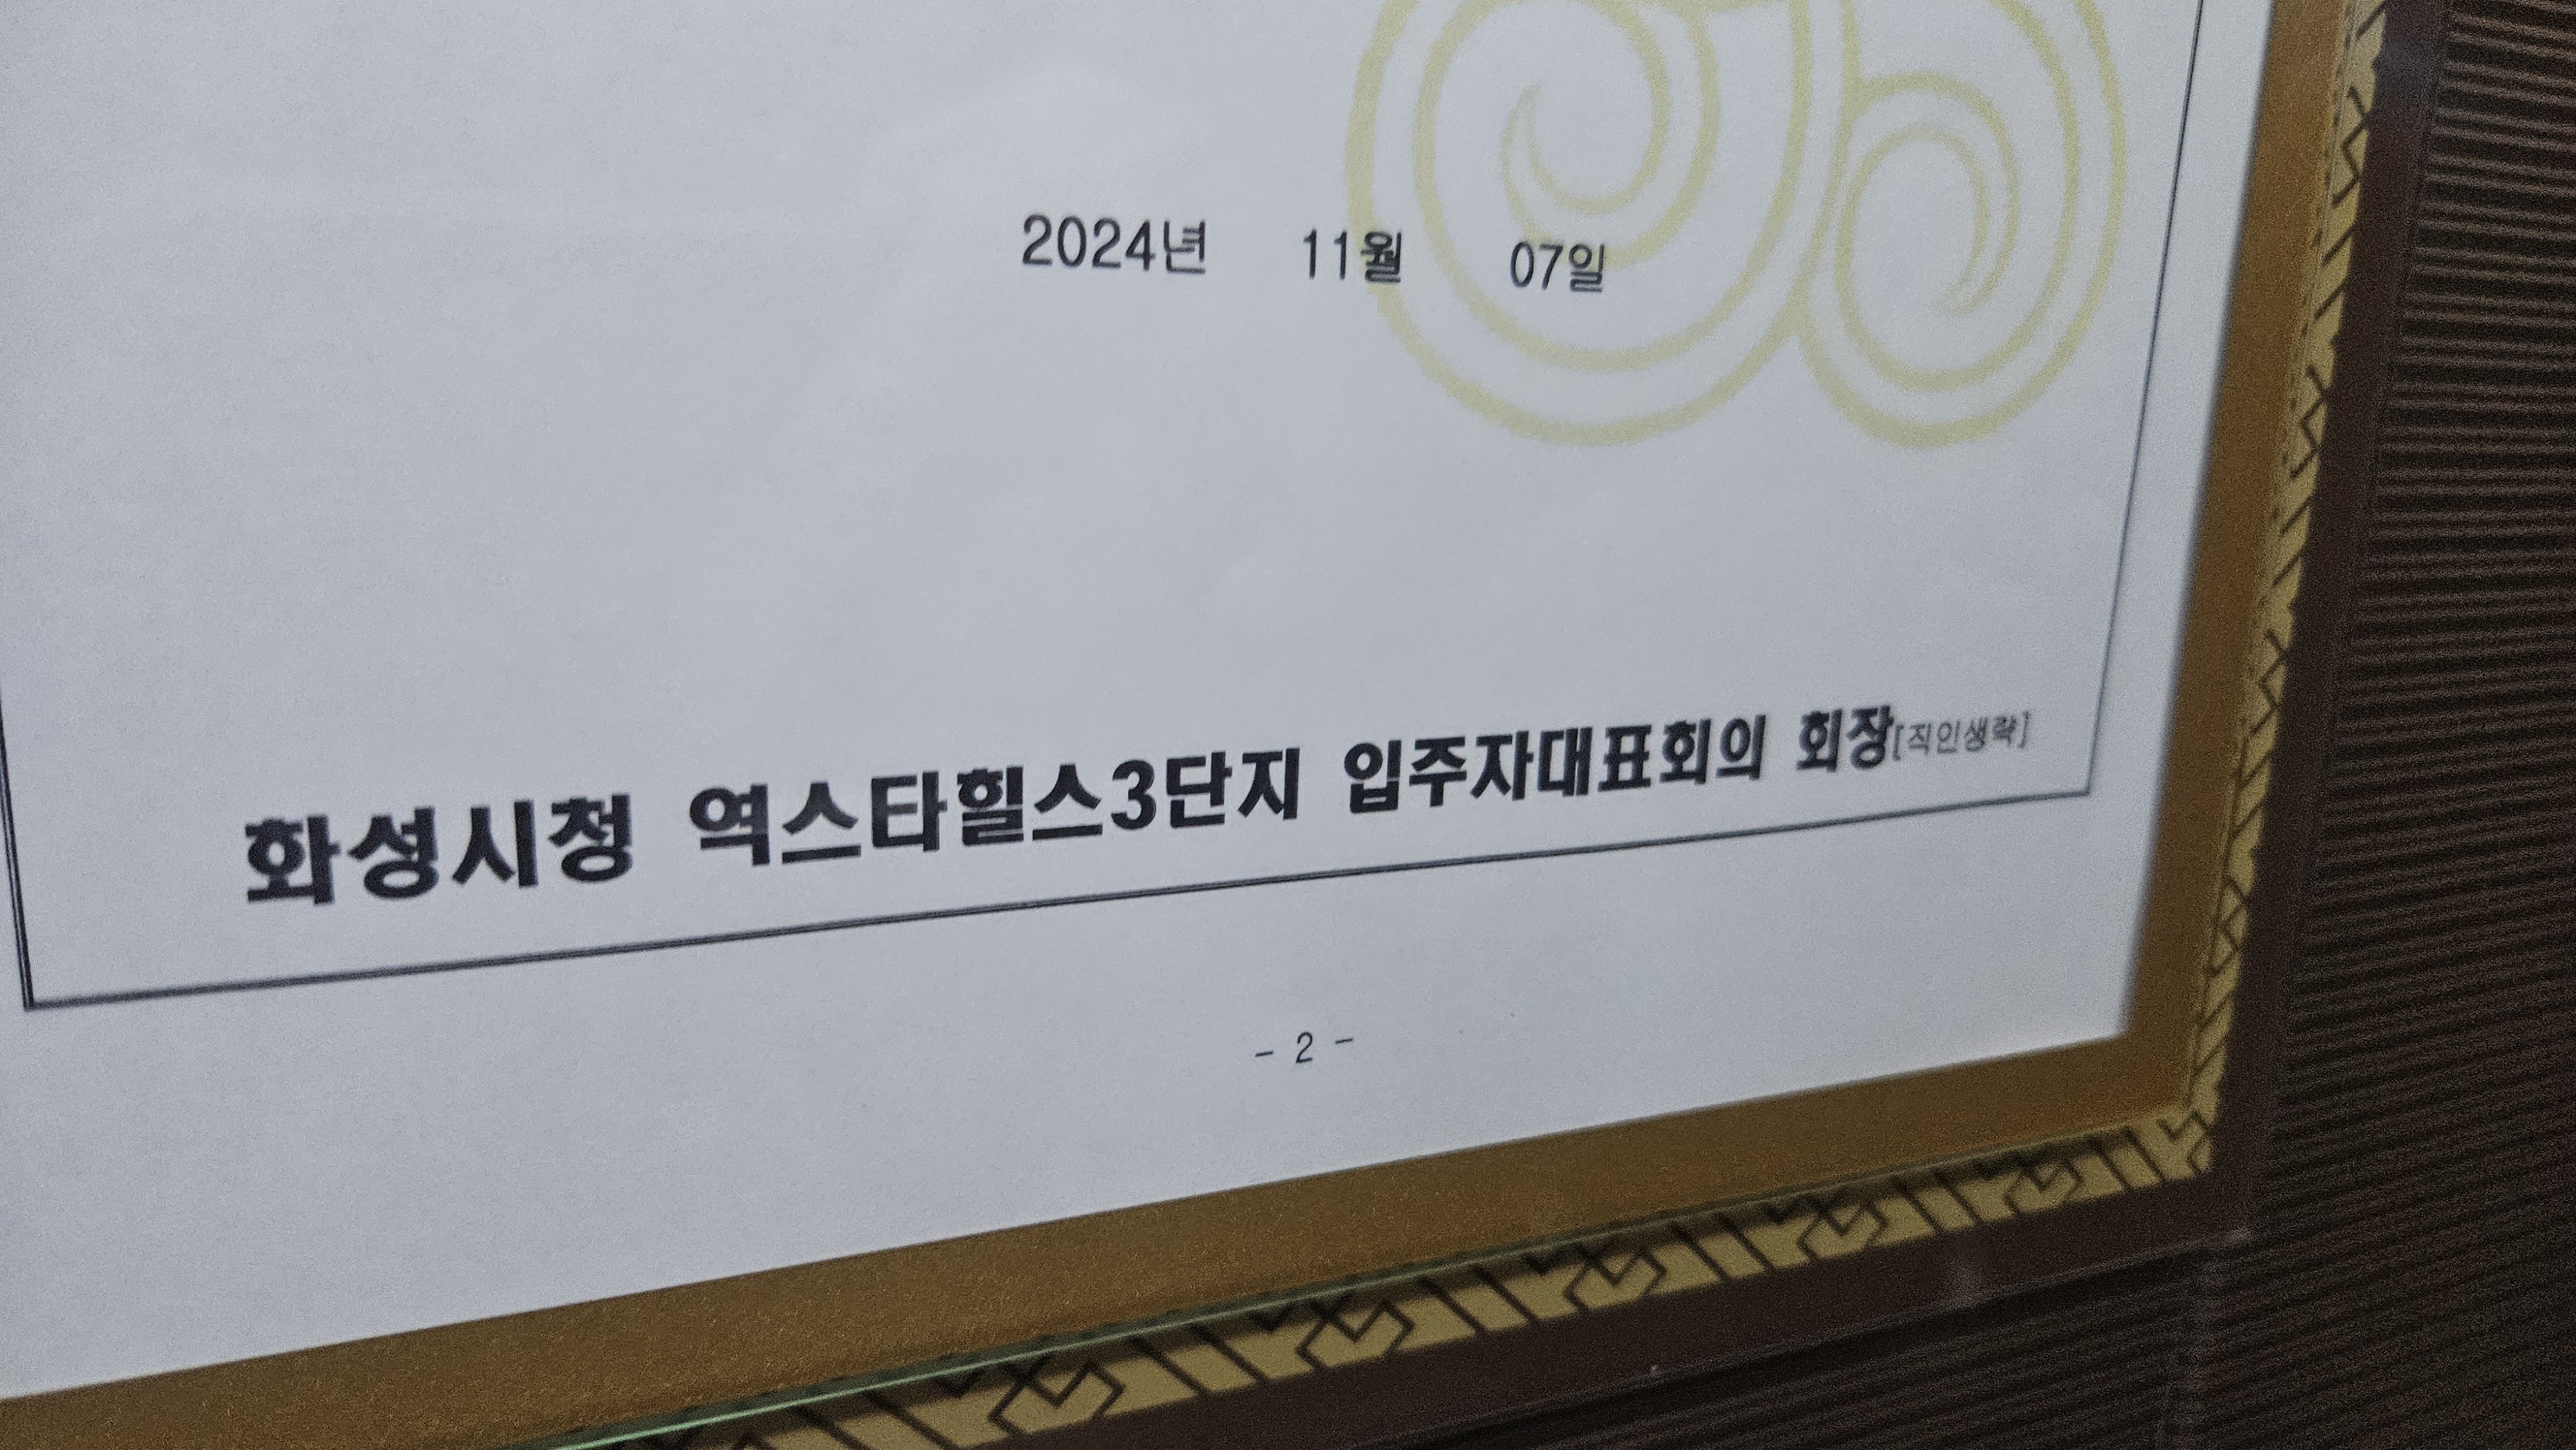 2024년 11월 07일
화성시청 역스타힐스3단지 입주자대표회의 회장[직인생략]
- 2 -